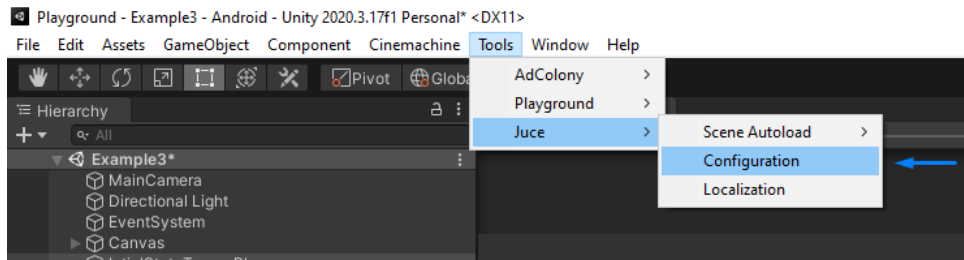 Playground - Example3 - Android - Unity 2020.3.17f1 Personal* <DX11>
File Edit Assets GameObject Component Cinemachine Tools Window Help
Pivot Globa
AdColony
Playground
Juce
Scene Autoload
Configuration
Localization
Hierarchy
All
Example3*
MainCamera
Directional Light
EventSystem
Canvas